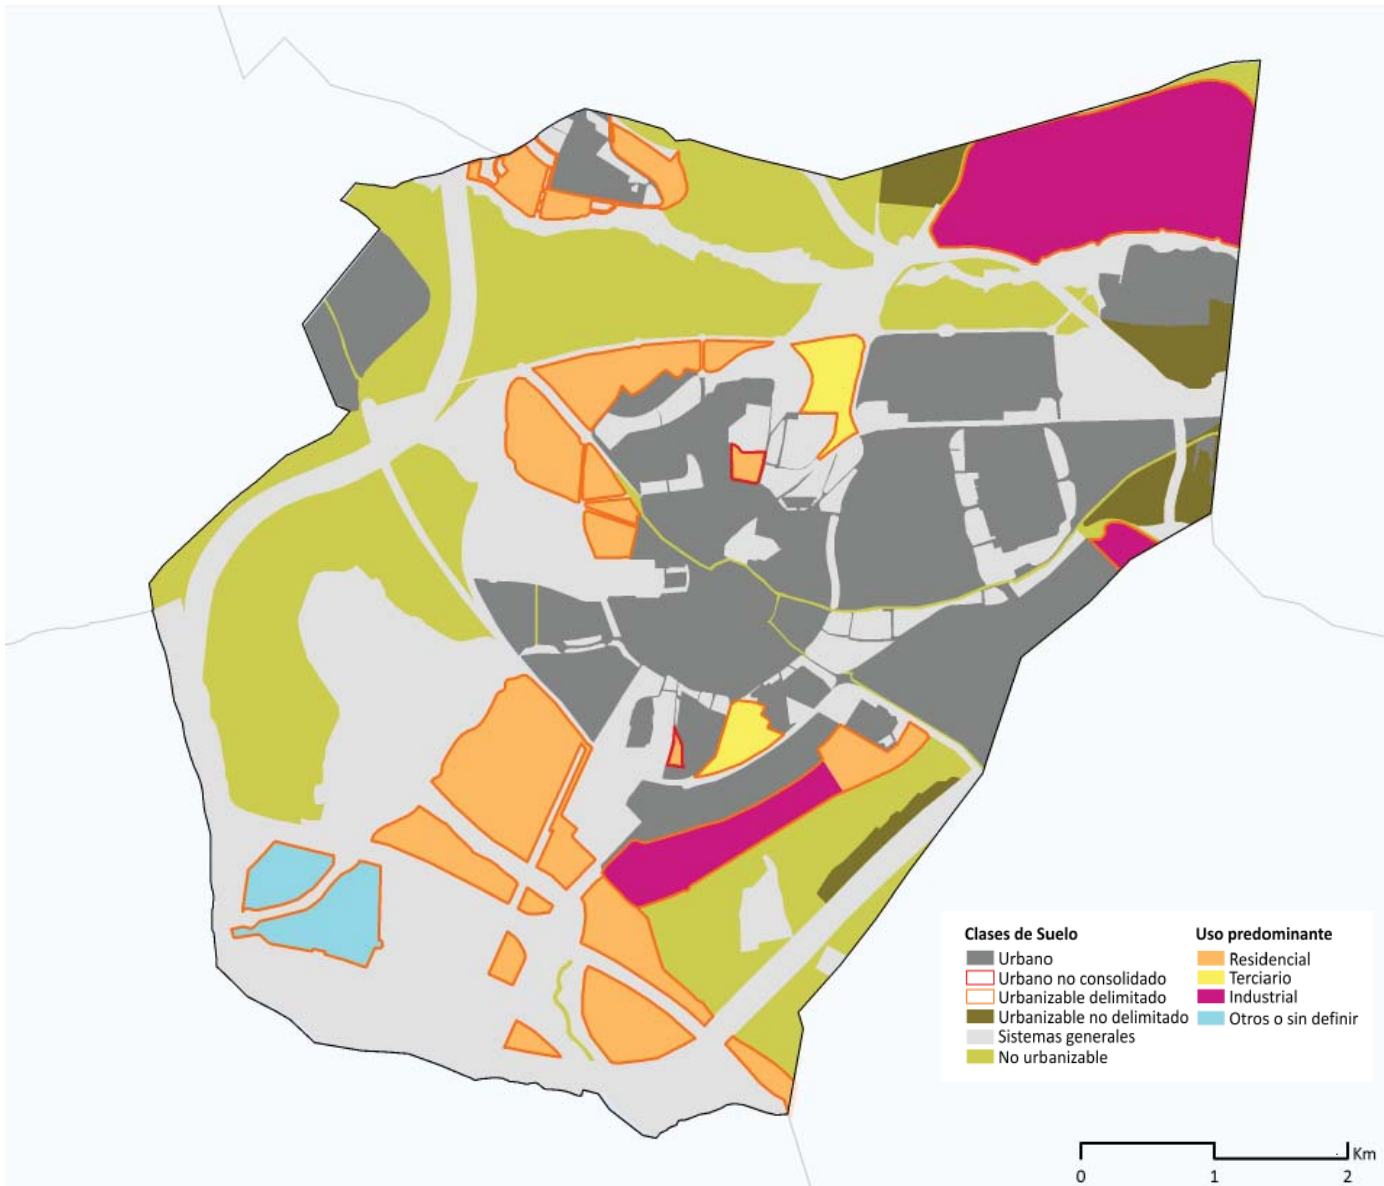 Clases de Suelo
Urbano
Urbano no consolidado
Urbanizable delimitado
Urbanizable no delimitado
Sistemas generales
No urbanizable
Uso predominante
Residencial
Terciario
Industrial
Otros o sin definir
Km
0 1 2